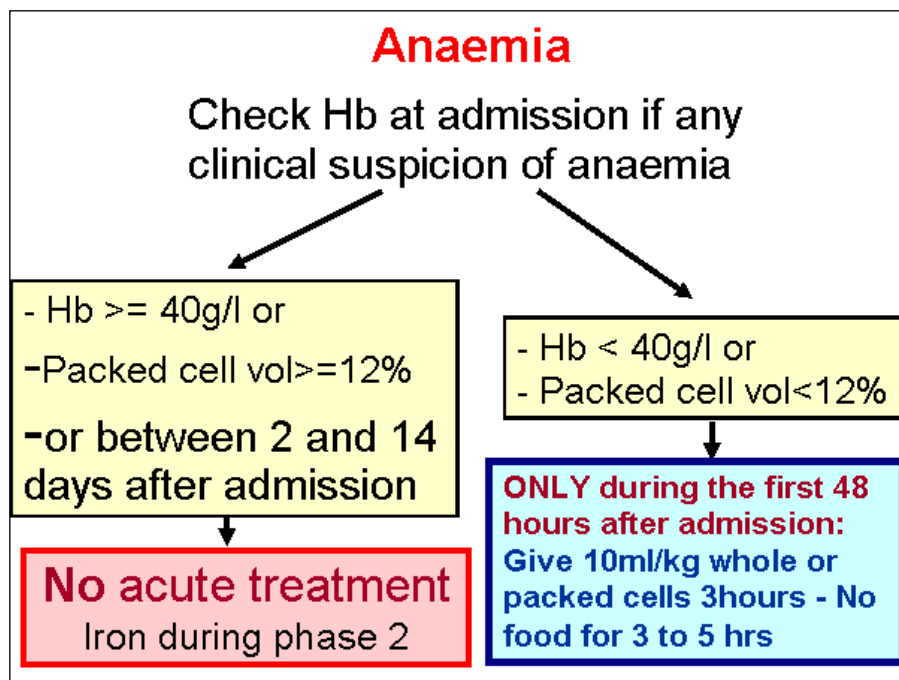 Anaemia
Check Hb at admission if any
clinical suspicion of anaemia
- Hb >= 40g/l or
-Packed cell vol>=12%
-or between 2 and 14
days after admission
No acute treatment
Iron during phase 2
- Hb < 40g/l or
- Packed cell vol<12%
ONLY during the first 48
hours after admission:
Give 10ml/kg whole or
packed cells 3hours - No
food for 3 to 5 hrs